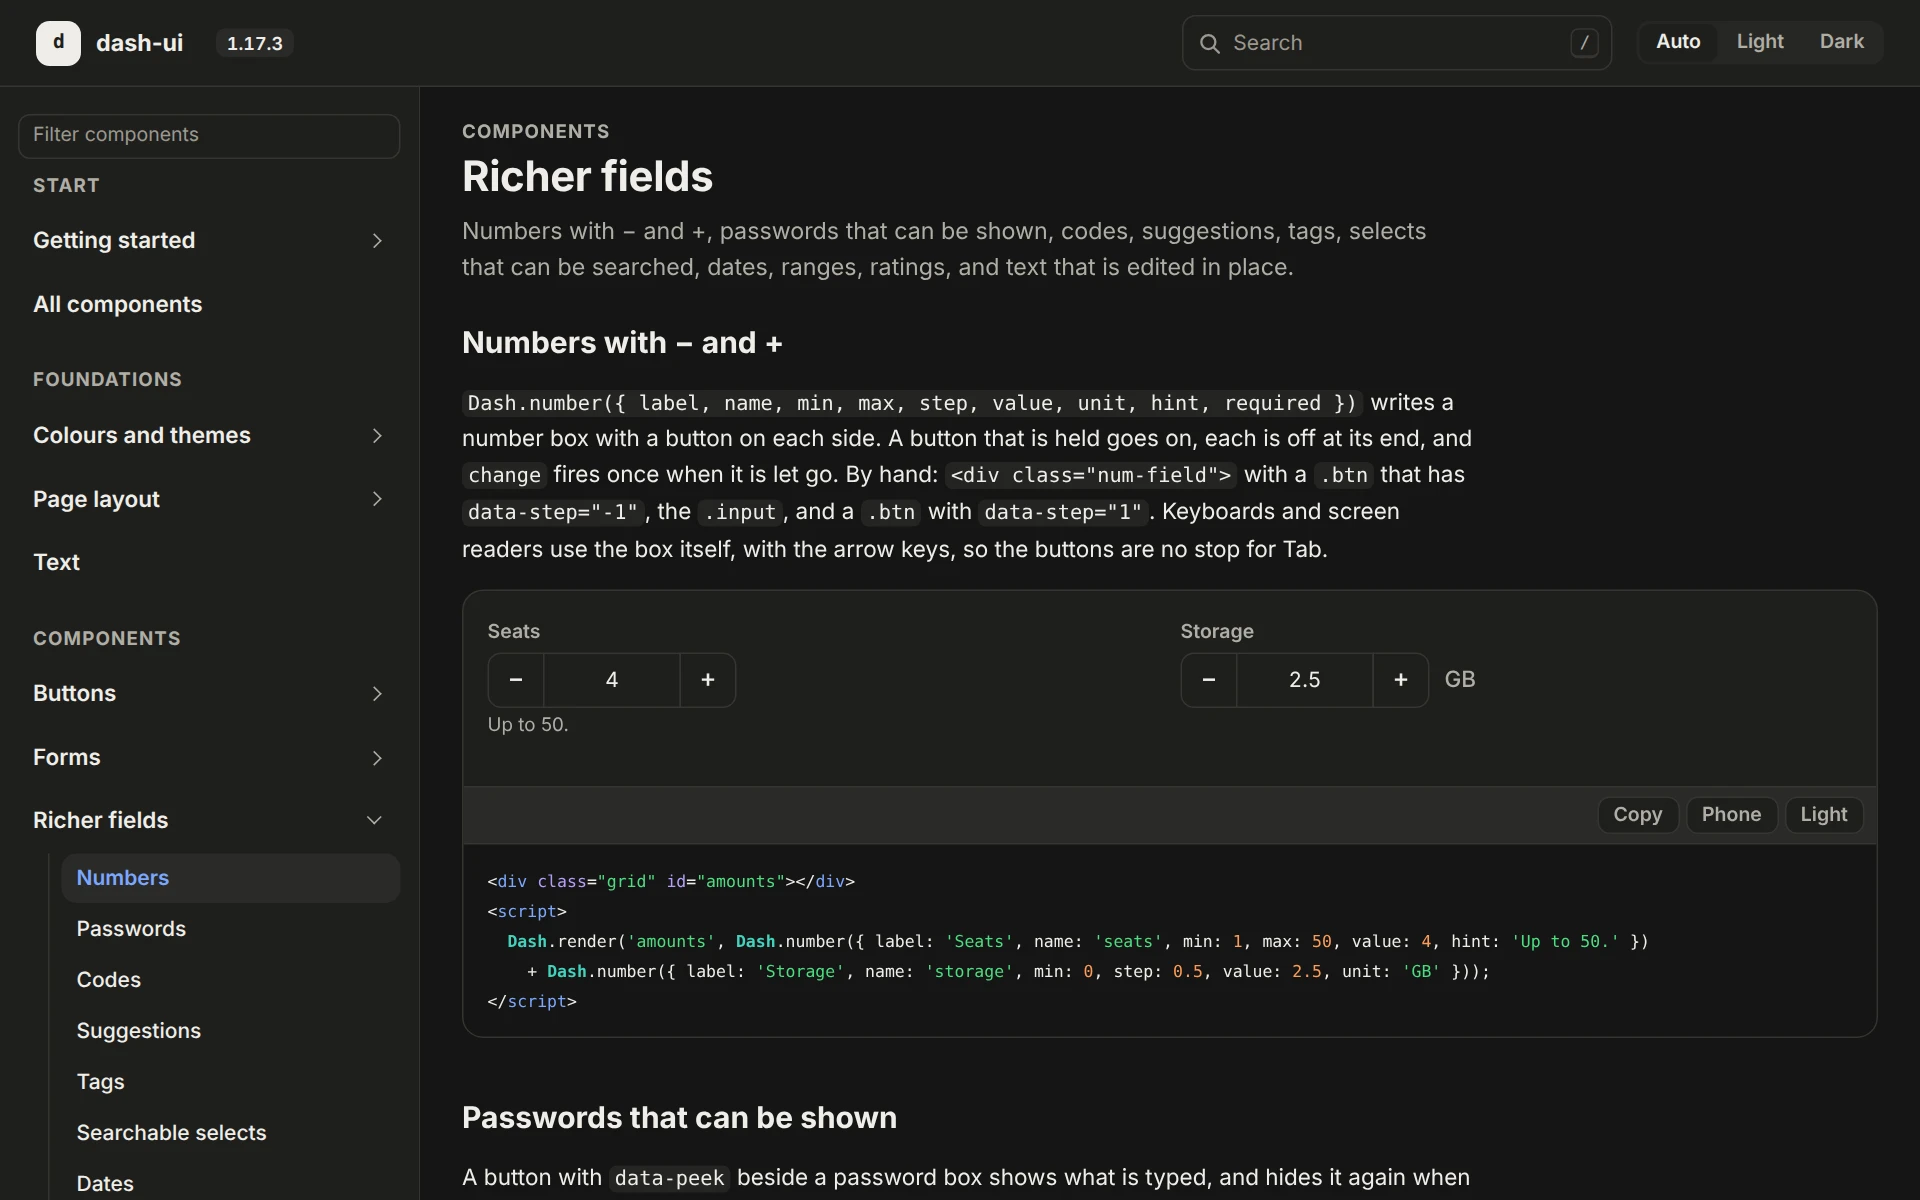 d dash-ui 1.17.3
Search /
Auto Light Dark
Filter components
START
Getting started
All components
FOUNDATIONS
Colours and themes
Page layout
Text
COMPONENTS
Buttons
Forms
Richer fields
Numbers
Passwords
Codes
Suggestions
Tags
Searchable selects
Dates
COMPONENTS
Richer fields
Numbers with − and +, passwords that can be shown, codes, suggestions, tags, selects
that can be searched, dates, ranges, ratings, and text that is edited in place.
Numbers with − and +
Dash.number({ label, name, min, max, step, value, unit, hint, required }) writes a
number box with a button on each side. A button that is held goes on, each is off at its end, and
change fires once when it is let go. By hand: <div class="num-field"> with a .btn that has
data-step="-1", the .input, and a .btn with data-step="1". Keyboards and screen
readers use the box itself, with the arrow keys, so the buttons are no stop for Tab.
Seats
− 4 +
Up to 50.
Storage
− 2.5 + GB
Copy Phone Light
<div class="grid" id="amounts"></div>
<script>
  Dash.render('amounts', Dash.number({ label: 'Seats', name: 'seats', min: 1, max: 50, value: 4, hint: 'Up to 50.' })
    + Dash.number({ label: 'Storage', name: 'storage', min: 0, step: 0.5, value: 2.5, unit: 'GB' }));
</script>
Passwords that can be shown
A button with data-peek beside a password box shows what is typed, and hides it again when